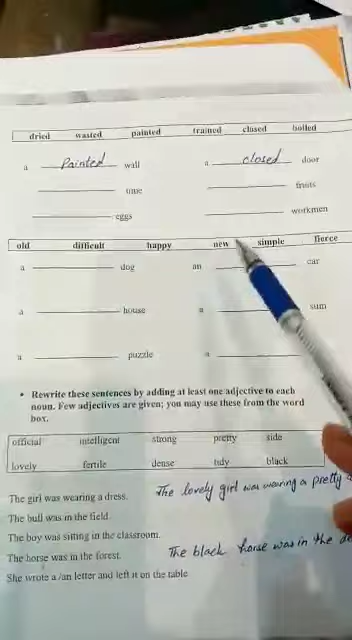 dried wasted painted trained closed boiled
a Painted wall a closed door
time fruits
eggs workmen
old difficult happy new simple fierce
a dog an car
a house a sum
a puzzle a
• Rewrite these sentences by adding at least one adjective to each
noun. Few adjectives are given; you may use these from the word
box.
official intelligent strong pretty side
lovely fertile dense tidy black
The girl was wearing a dress. The lovely girl was wearing a pretty
The bull was in the field.
The boy was sitting in the classroom.
The horse was in the forest. The black horse was in the
She wrote a /an letter and left it on the table